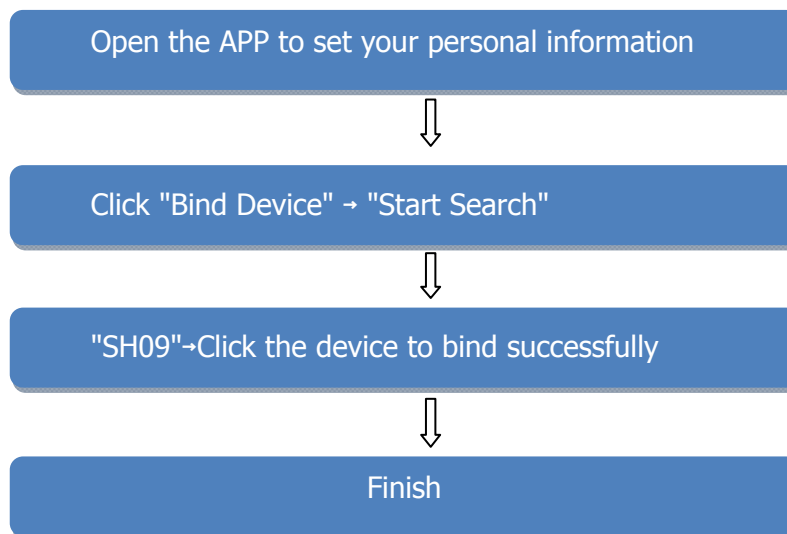 Open the APP to set your personal information
Click "Bind Device" → "Start Search"
"SH09"→Click the device to bind successfully
Finish